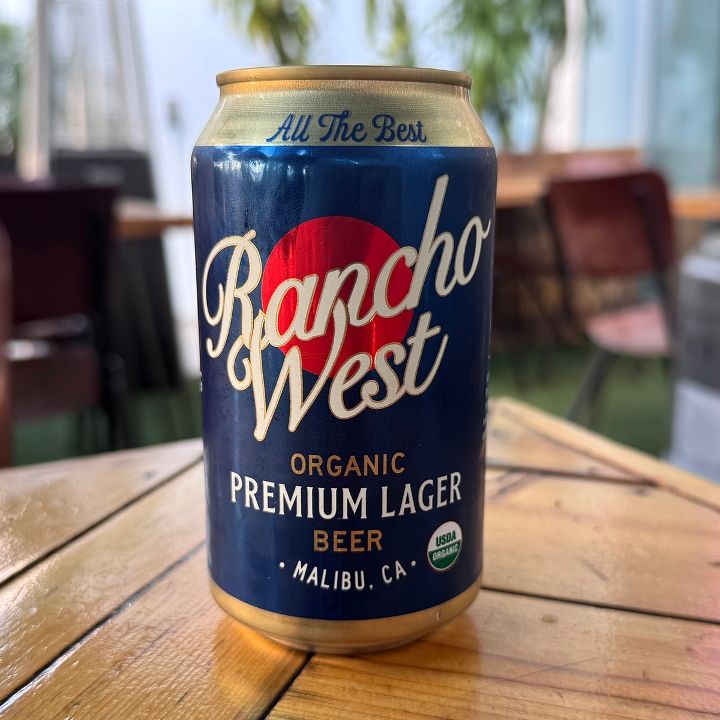 All The Best
Rancho
West
ORGANIC
PREMIUM LAGER
BEER
USDA
ORGANIC
• MALIBU, CA •